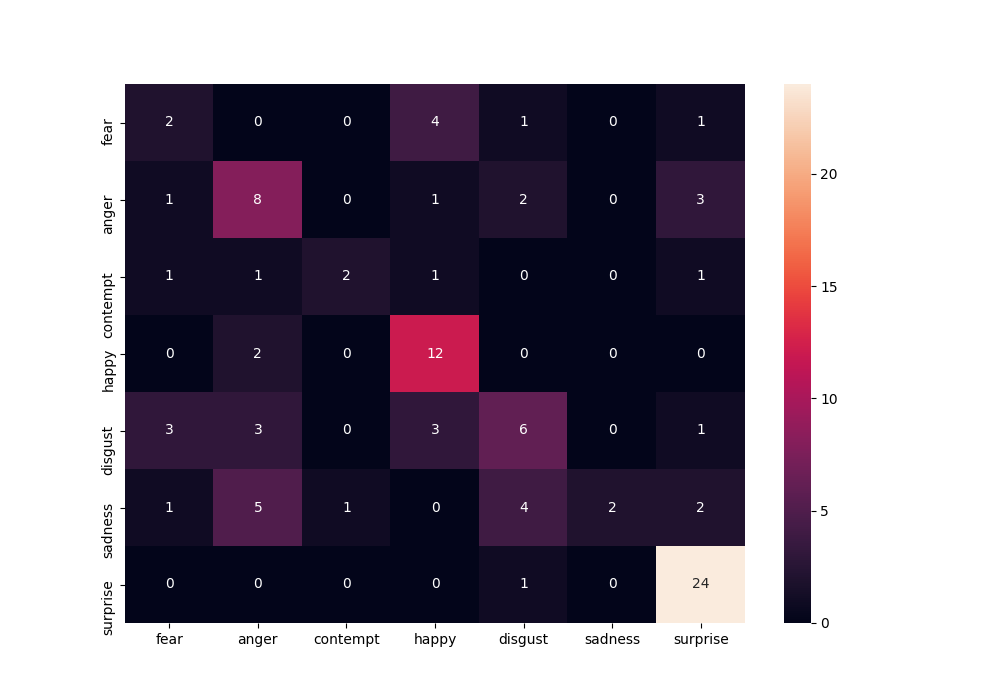 fear 2 0 0 4 1 0 1
anger 1 8 0 1 2 0 3
contempt 1 1 2 1 0 0 1
happy 0 2 0 12 0 0 0
disgust 3 3 0 3 6 0 1
sadness 1 5 1 0 4 2 2
surprise 0 0 0 0 1 0 24
fear anger contempt happy disgust sadness surprise
20
15
10
5
0